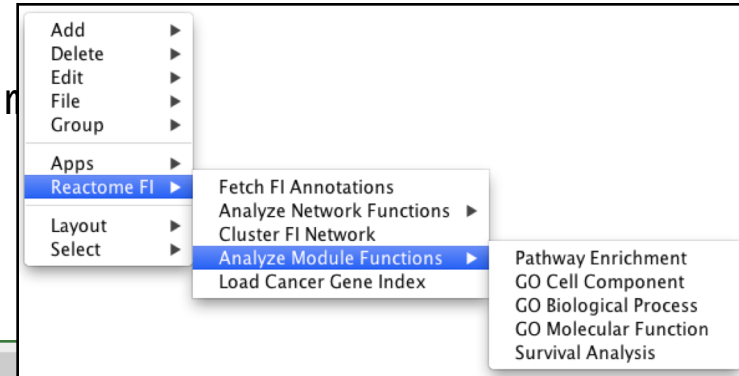 Add
Delete
Edit
File
Group
Apps
Reactome FI
Layout
Select
Fetch FI Annotations
Analyze Network Functions
Cluster FI Network
Analyze Module Functions
Load Cancer Gene Index
Pathway Enrichment
GO Cell Component
GO Biological Process
GO Molecular Function
Survival Analysis